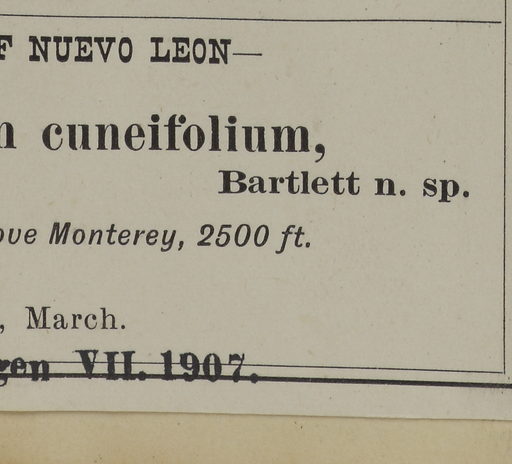 F NUEVO LEON—
n cuneifolium,
Bartlett n. sp.
ove Monterey, 2500 ft.
, March.
gen VII. 1907.